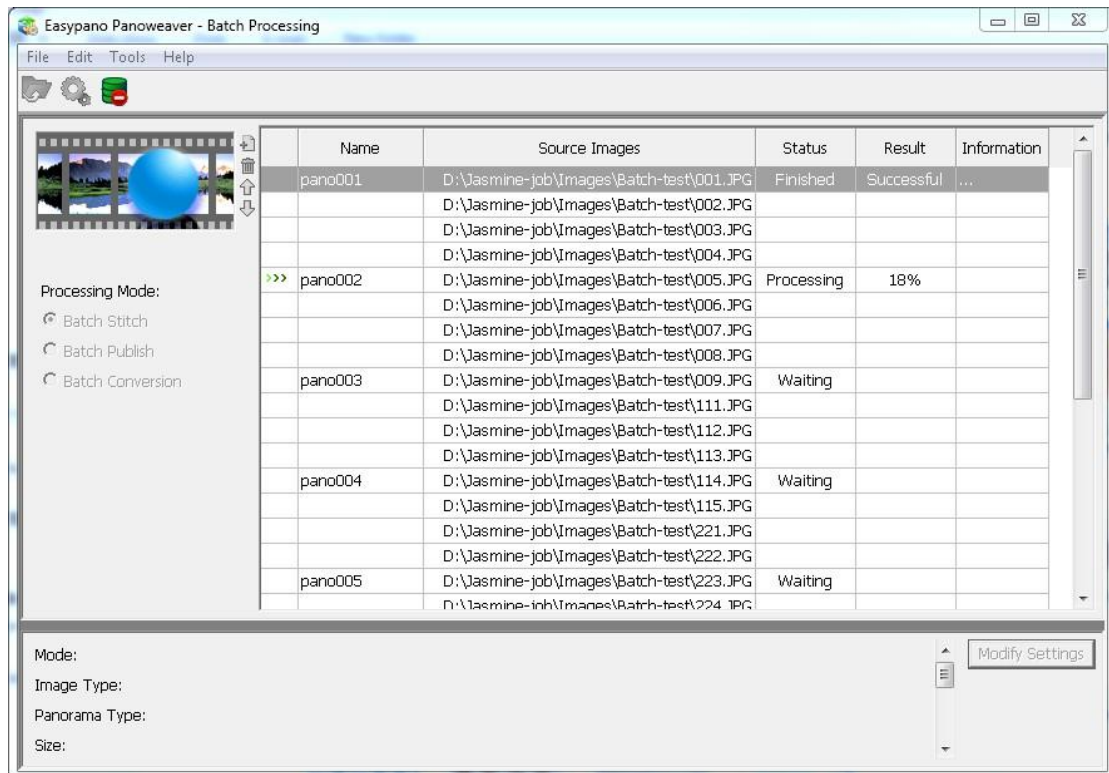 Easypano Panoweaver - Batch Processing
File Edit Tools Help
Name Source Images Status Result Information
pano001 D:\Jasmine-job\Images\Batch-test\001.JPG Finished Successful ...
D:\Jasmine-job\Images\Batch-test\002.JPG
D:\Jasmine-job\Images\Batch-test\003.JPG
D:\Jasmine-job\Images\Batch-test\004.JPG
>>> pano002 D:\Jasmine-job\Images\Batch-test\005.JPG Processing 18%
D:\Jasmine-job\Images\Batch-test\006.JPG
D:\Jasmine-job\Images\Batch-test\007.JPG
D:\Jasmine-job\Images\Batch-test\008.JPG
pano003 D:\Jasmine-job\Images\Batch-test\009.JPG Waiting
D:\Jasmine-job\Images\Batch-test\111.JPG
D:\Jasmine-job\Images\Batch-test\112.JPG
D:\Jasmine-job\Images\Batch-test\113.JPG
pano004 D:\Jasmine-job\Images\Batch-test\114.JPG Waiting
D:\Jasmine-job\Images\Batch-test\115.JPG
D:\Jasmine-job\Images\Batch-test\221.JPG
D:\Jasmine-job\Images\Batch-test\222.JPG
pano005 D:\Jasmine-job\Images\Batch-test\223.JPG Waiting
D:\Jasmine-job\Images\Batch-test\224.JPG
Processing Mode:
Batch Stitch
Batch Publish
Batch Conversion
Mode:
Image Type:
Panorama Type:
Size:
Modify Settings